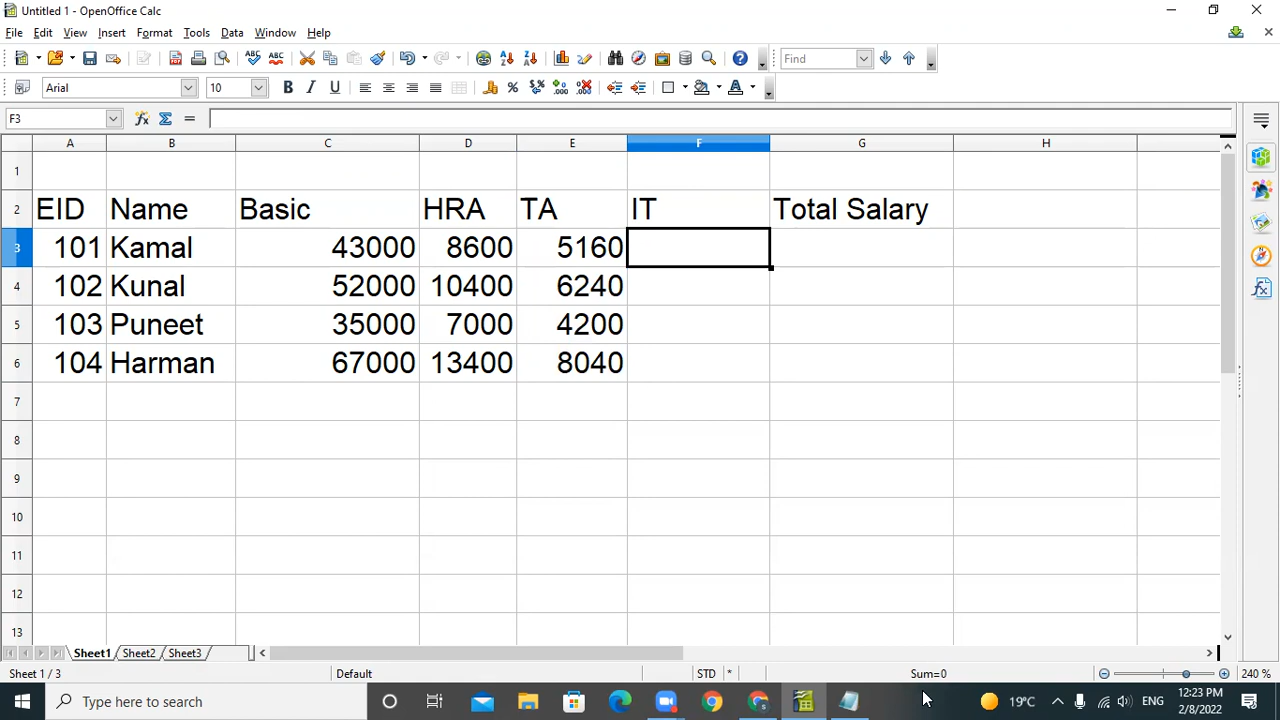 Untitled 1 - OpenOffice Calc
File Edit View Insert Format Tools Data Window Help
Find
Arial 10
F3
A B C D E F G H
1
2 EID Name Basic HRA TA IT Total Salary
3 101 Kamal 43000 8600 5160
4 102 Kunal 52000 10400 6240
5 103 Puneet 35000 7000 4200
6 104 Harman 67000 13400 8040
7
8
9
10
11
12
13
Sheet1 Sheet2 Sheet3
Sheet 1 / 3 Default STD * Sum=0 240 %
Type here to search 19°C ENG 12:23 PM
2/8/2022